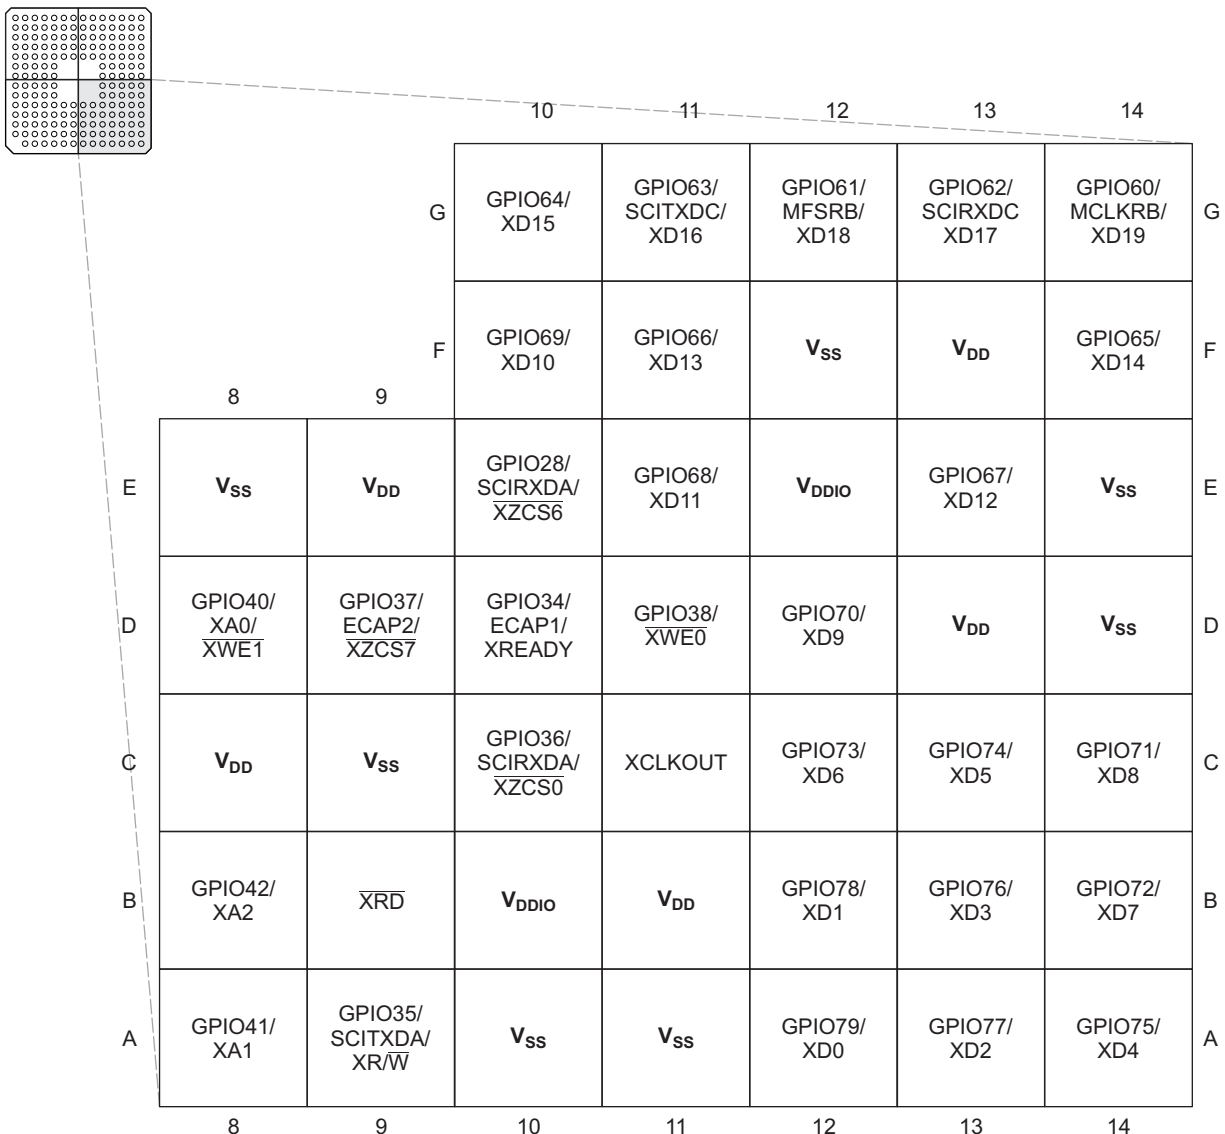 10 11 12 13 14
G GPIO64/ GPIO63/ GPIO61/ GPIO62/ GPIO60/ G
XD15 SCITXDC/ MFSRB/ SCIRXDC MCLKRB/
XD16 XD18 XD17 XD19
F GPIO69/ GPIO66/ VSS VDD GPIO65/ F
XD10 XD13 XD14
8 9
E VSS VDD GPIO28/ GPIO68/ VDDIO GPIO67/ VSS E
SCIRXDA/ XD11 XD12
XZCS6
D GPIO40/ GPIO37/ GPIO34/ GPIO38/ GPIO70/ VDD VSS D
XA0/ ECAP2/ ECAP1/ XWE0 XD9
XWE1 XZCS7 XREADY
C VDD VSS GPIO36/ XCLKOUT GPIO73/ GPIO74/ GPIO71/ C
SCIRXDA/ XD6 XD5 XD8
XZCS0
B GPIO42/ XRD VDDIO VDD GPIO78/ GPIO76/ GPIO72/ B
XA2 XD1 XD3 XD7
A GPIO41/ GPIO35/ VSS VSS GPIO79/ GPIO77/ GPIO75/ A
XA1 SCITXDA/ XD0 XD2 XD4
XR/W
8 9 10 11 12 13 14